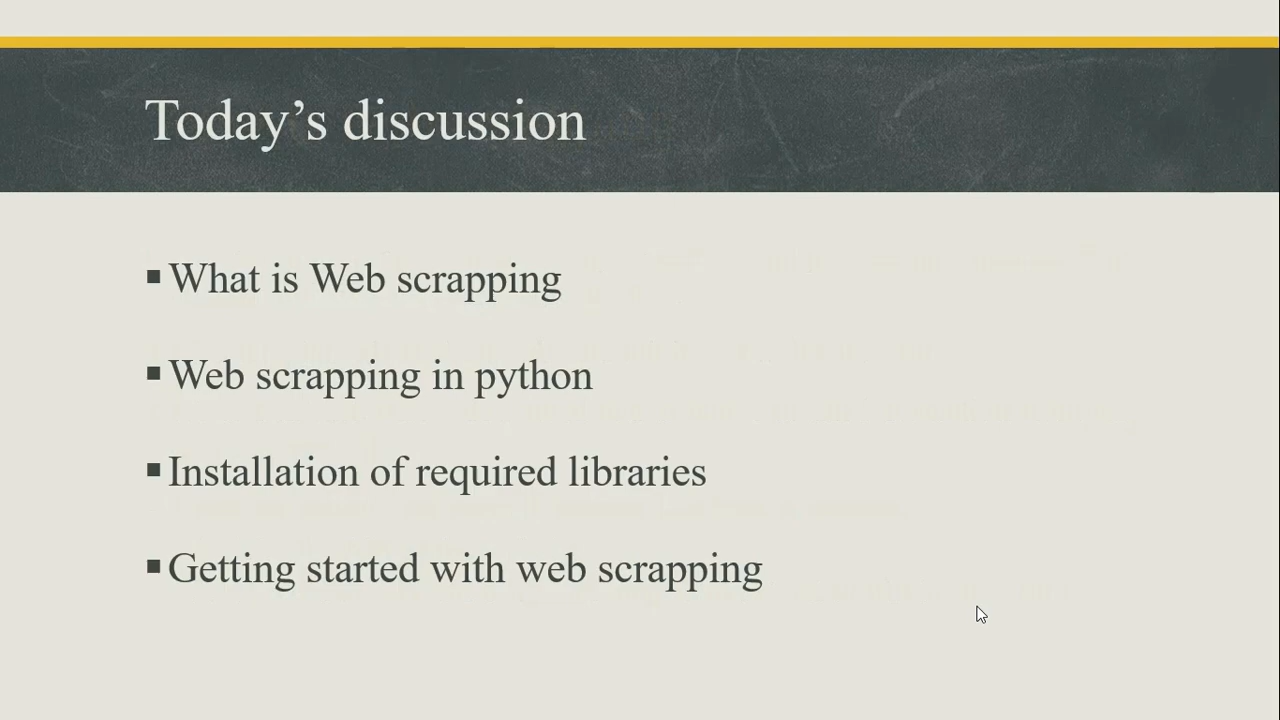 Today’s discussion
▪ What is Web scrapping
▪ Web scrapping in python
▪ Installation of required libraries
▪ Getting started with web scrapping